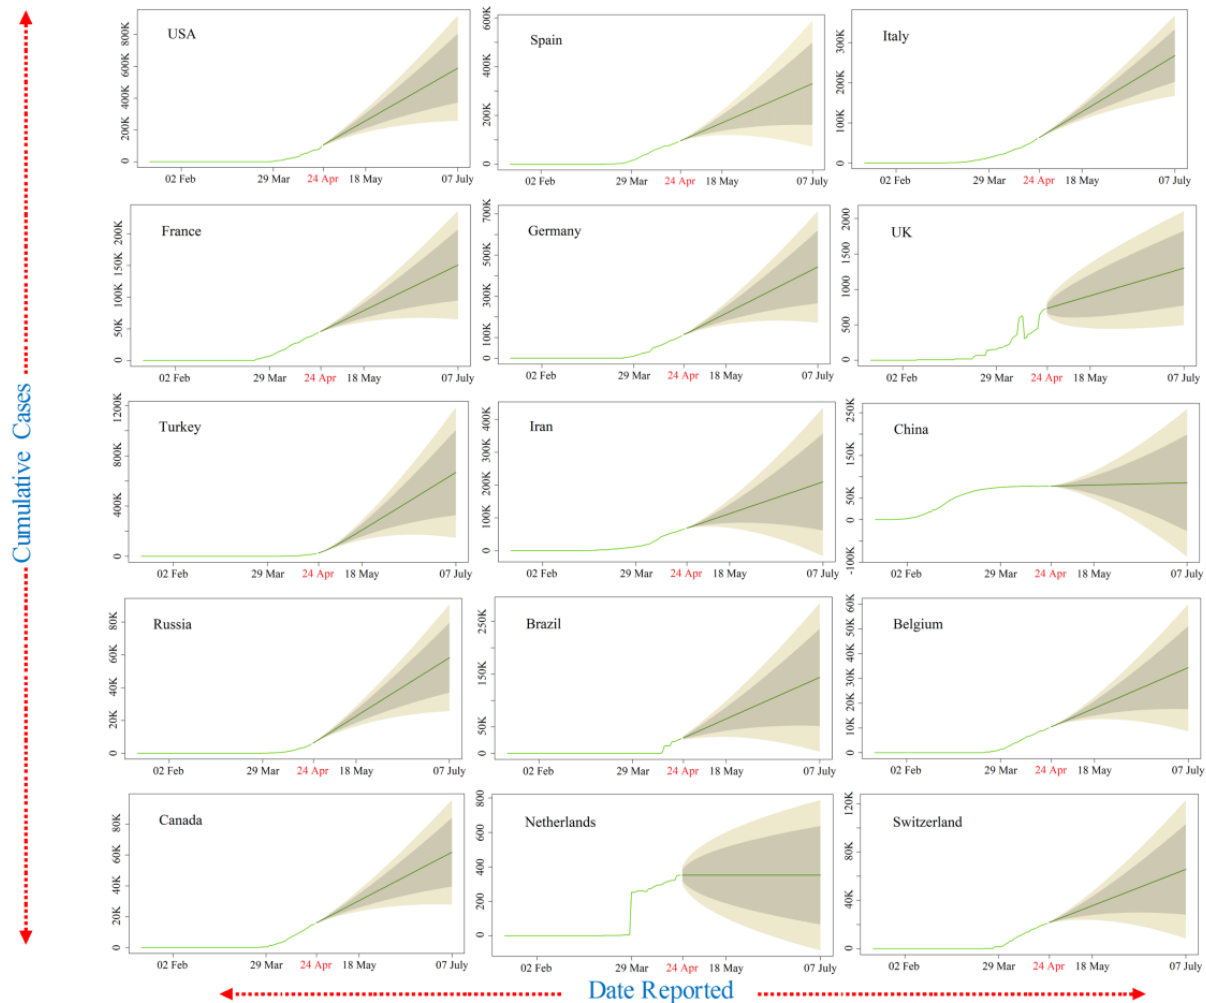 Cumulative Cases
USA
0 200K 400K 600K 800K
02 Feb 29 Mar 24 Apr 18 May 07 July
Spain
0 200K 400K 600K
02 Feb 29 Mar 24 Apr 18 May 07 July
Italy
0 100K 200K 300K
02 Feb 29 Mar 24 Apr 18 May 07 July
France
0 50K 100K 150K 200K
02 Feb 29 Mar 24 Apr 18 May 07 July
Germany
0 100K 300K 500K 700K
02 Feb 29 Mar 24 Apr 18 May 07 July
UK
0 500 1000 1500 2000
02 Feb 29 Mar 24 Apr 18 May 07 July
Turkey
0 400K 800K 1200K
02 Feb 29 Mar 24 Apr 18 May 07 July
Iran
0 100K 200K 300K 400K
02 Feb 29 Mar 24 Apr 18 May 07 July
China
-100K 0 50K 150K 250K
02 Feb 29 Mar 24 Apr 18 May 07 July
Russia
0 20K 40K 60K 80K
02 Feb 29 Mar 24 Apr 18 May 07 July
Brazil
0 50K 150K 250K
02 Feb 29 Mar 24 Apr 18 May 07 July
Belgium
0 10K 20K 30K 40K 50K 60K
02 Feb 29 Mar 24 Apr 18 May 07 July
Canada
0 20K 40K 60K 80K
02 Feb 29 Mar 24 Apr 18 May 07 July
Netherlands
0 200 400 600 800
02 Feb 29 Mar 24 Apr 18 May 07 July
Switzerland
0 40K 80K 120K
02 Feb 29 Mar 24 Apr 18 May 07 July
Date Reported